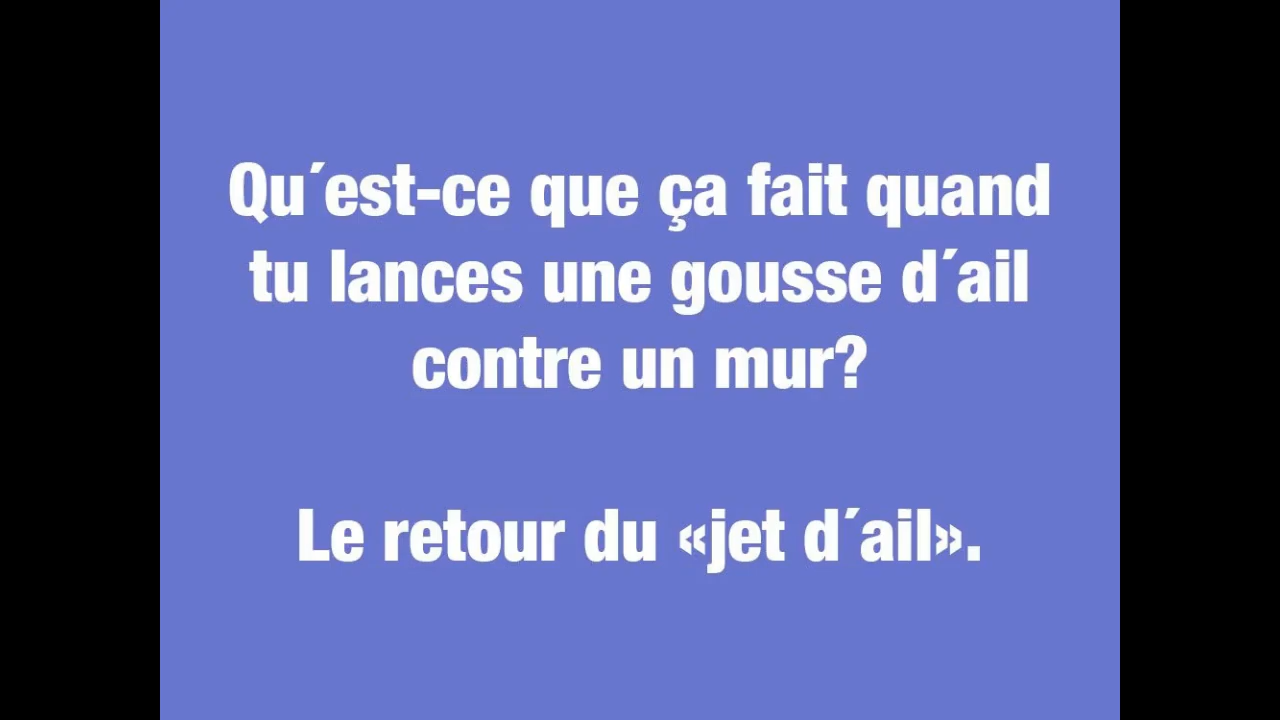 Qu´est-ce que ça fait quand
tu lances une gousse d´ail
contre un mur?
Le retour du «jet d´ail».